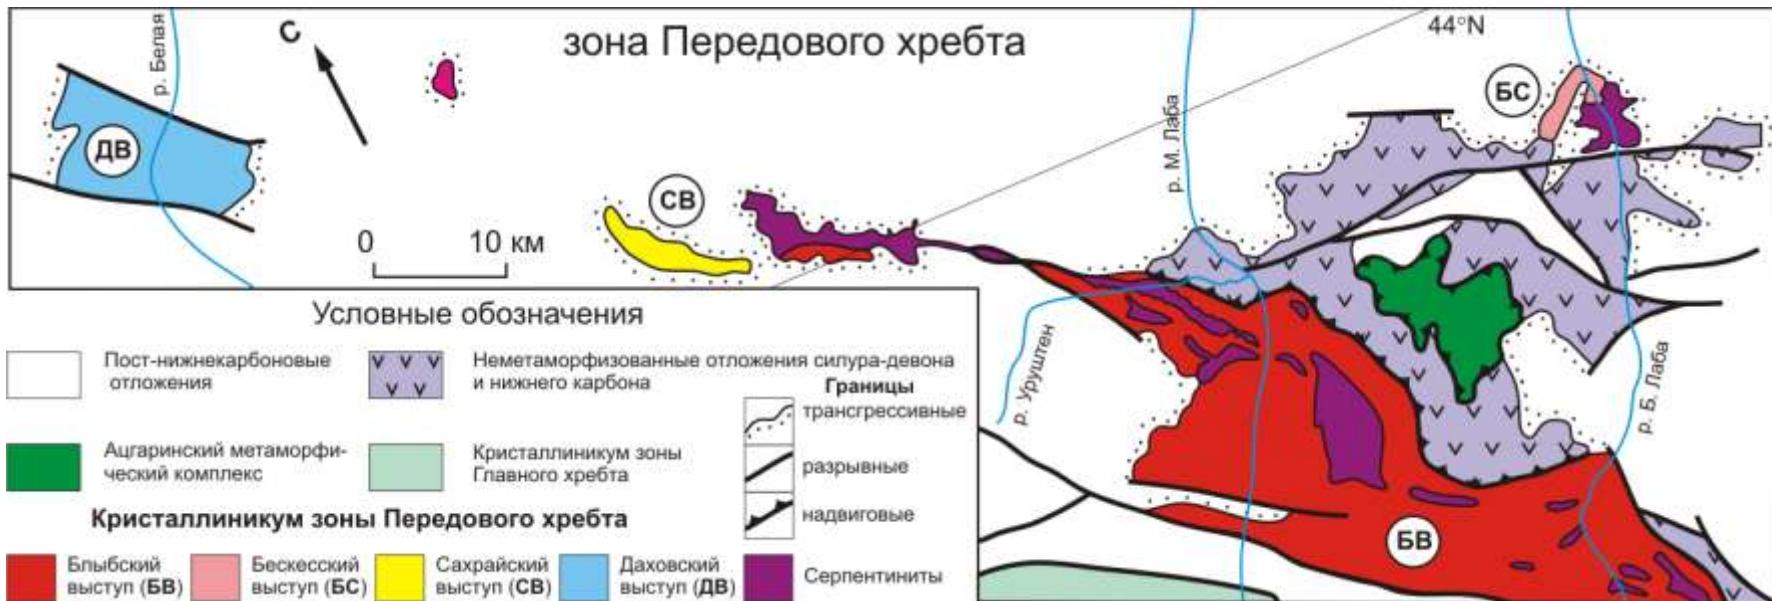 зона Передового хребта
44°N
С
р. Белая
ДВ
СВ
БС
р. М. Лаба
0 10 км
р. Уруштен
р. Б. Лаба
БВ
Условные обозначения
Пост-нижнекарбоновые
отложения
Неметаморфизованные отложения силура-девона
и нижнего карбона
Ацгаринский метаморфи-
ческий комплекс
Кристаллиникум зоны
Главного хребта
Границы
трансгрессивные
разрывные
надвиговые
Кристаллиникум зоны Передового хребта
Блыбский
выступ (БВ)
Бескесский
выступ (БС)
Сахрайский
выступ (СВ)
Даховский
выступ (ДВ)
Серпентиниты